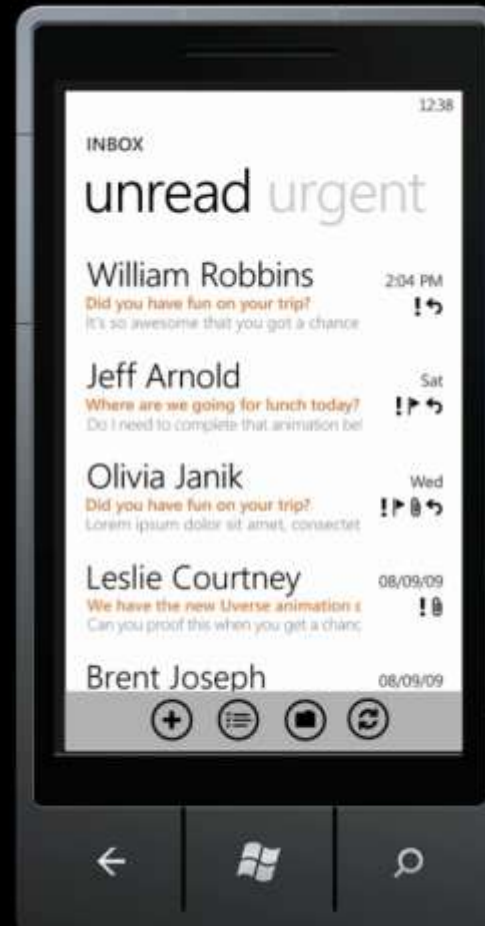 12:38
INBOX
unread urgent
William Robbins
2:04 PM
Did you have fun on your trip?
It's so awesome that you got a chance
Jeff Arnold
Sat
Where are we going for lunch today?
Do I need to complete that animation bef
Olivia Janik
Wed
Did you have fun on your trip?
Lorem ipsum dolor sit amet, consectet
Leslie Courtney
08/09/09
We have the new Uverse animation c
Can you proof this when you get a chanc
Brent Joseph
08/09/09